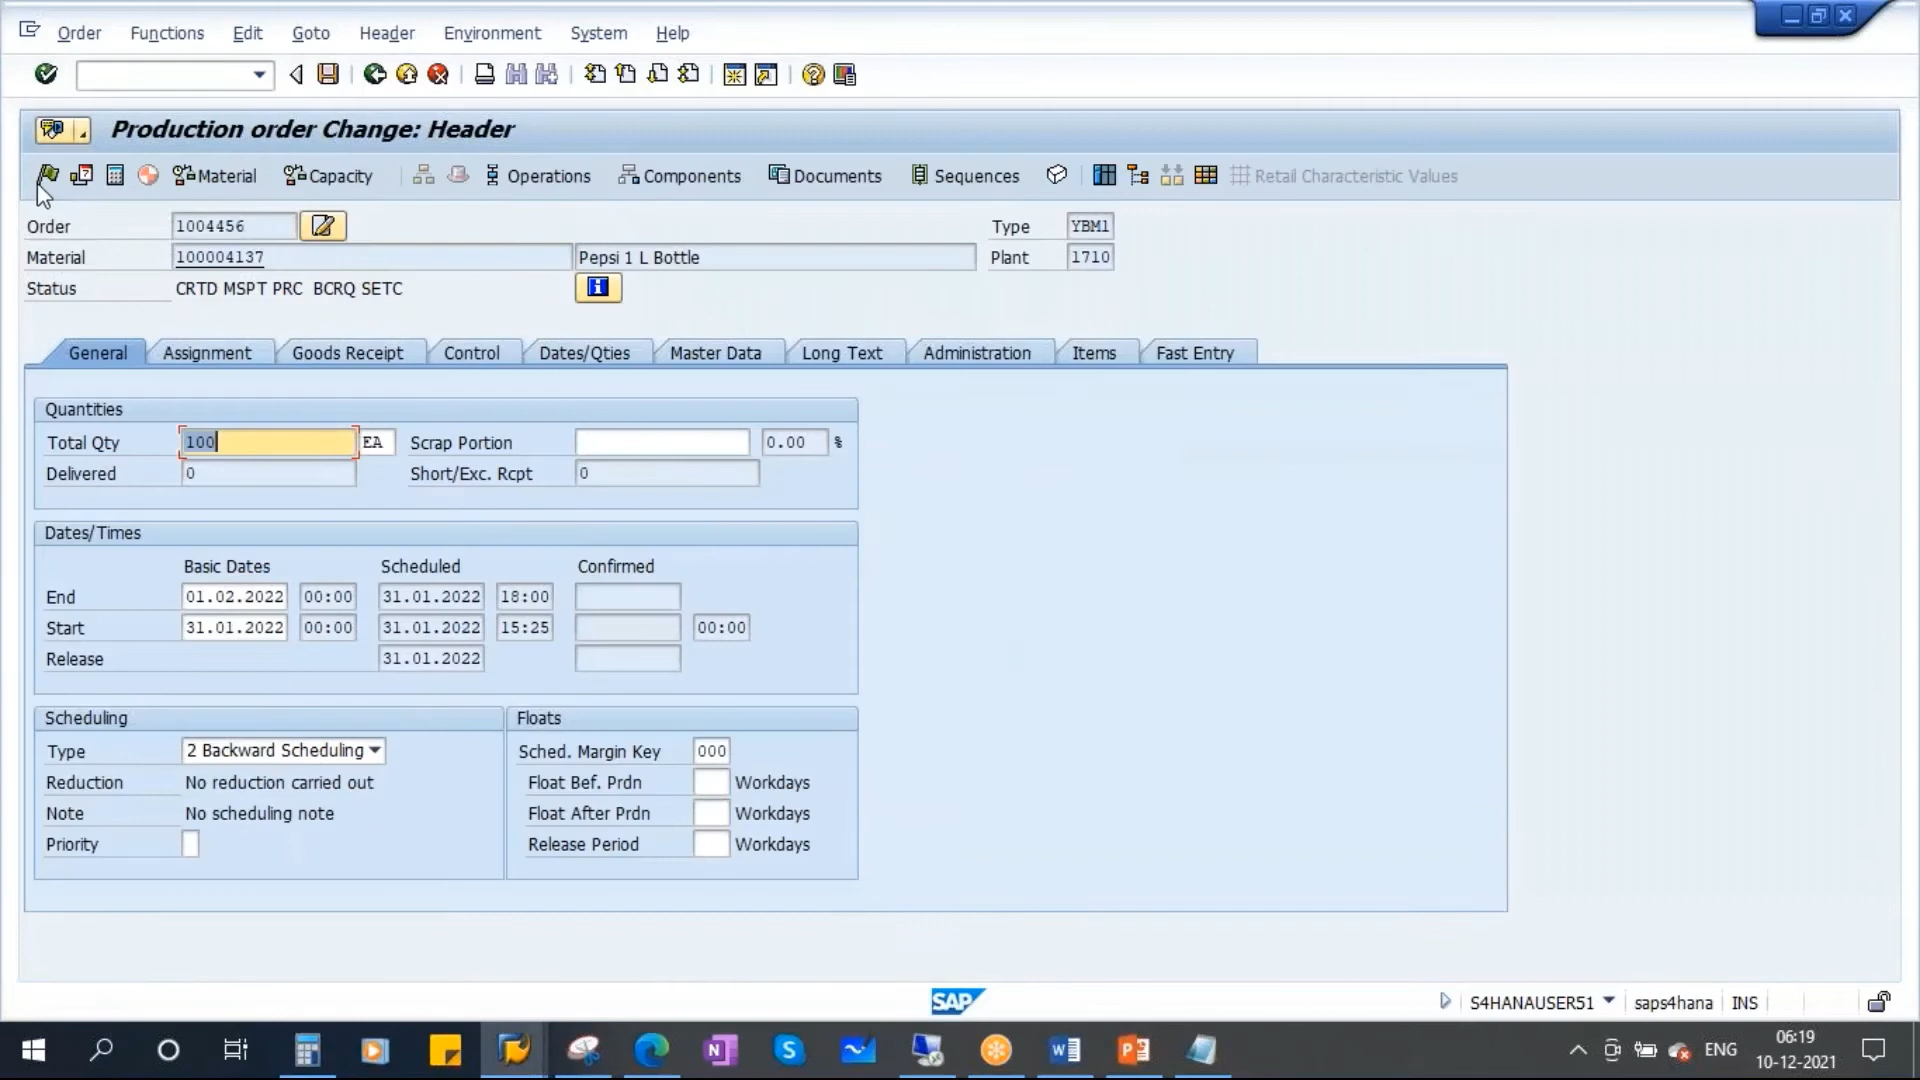 Order Functions Edit Goto Header Environment System Help
Production order Change: Header
Material Capacity Operations Components Documents Sequences Retail Characteristic Values
Order 1004456 Type YBM1
Material 100004137 Pepsi 1 L Bottle Plant 1710
Status CRTD MSPT PRC BCRQ SETC
General Assignment Goods Receipt Control Dates/Qties Master Data Long Text Administration Items Fast Entry
Quantities
Total Qty 100 EA Scrap Portion 0.00 %
Delivered 0 Short/Exc. Rcpt 0
Dates/Times
Basic Dates Scheduled Confirmed
End 01.02.2022 00:00 31.01.2022 18:00
Start 31.01.2022 00:00 31.01.2022 15:25 00:00
Release 31.01.2022
Scheduling Floats
Type 2 Backward Scheduling Sched. Margin Key 000
Reduction No reduction carried out Float Bef. Prdn Workdays
Note No scheduling note Float After Prdn Workdays
Priority Release Period Workdays
SAP S4HANAUSER51 saps4hana INS
ENG 06:19
10-12-2021